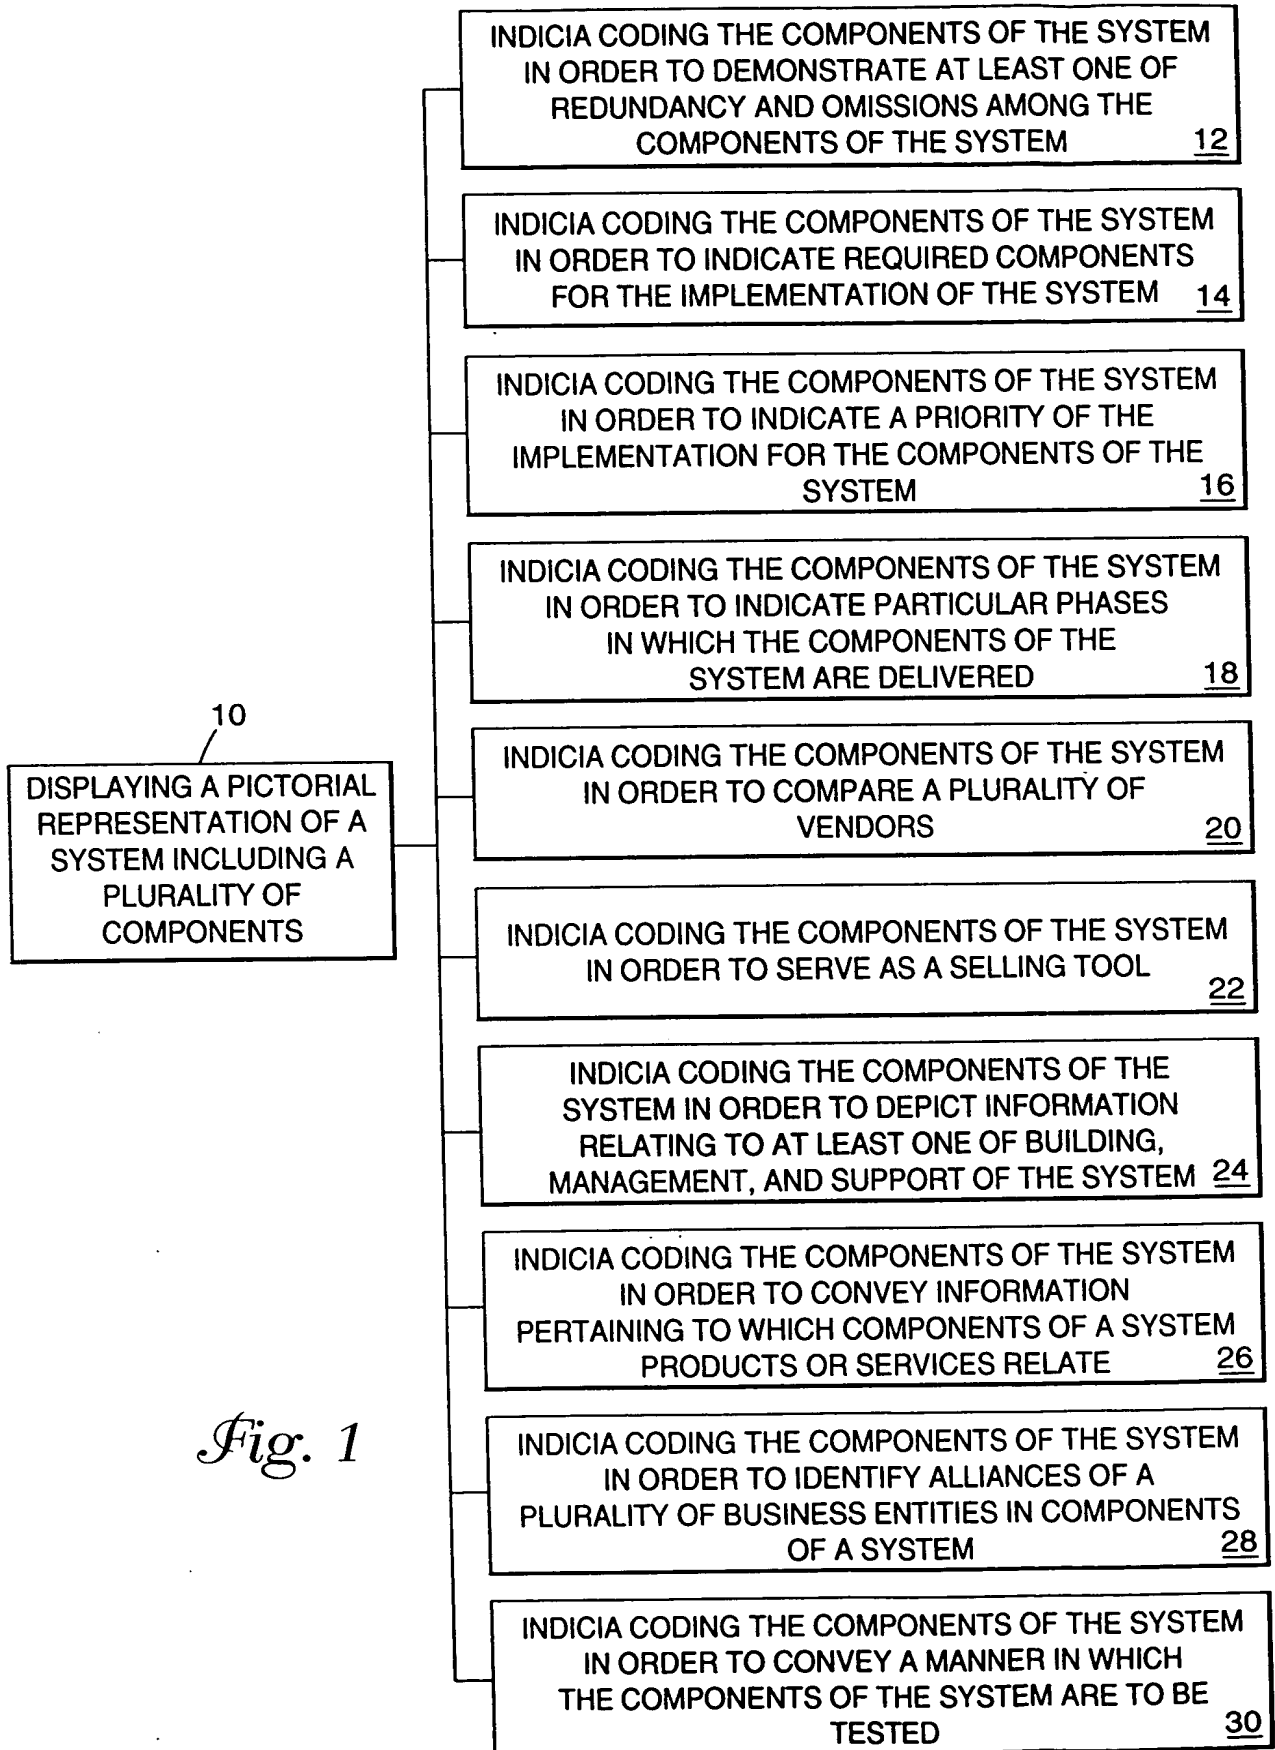 INDICIA CODING THE COMPONENTS OF THE SYSTEM
IN ORDER TO DEMONSTRATE AT LEAST ONE OF
REDUNDANCY AND OMISSIONS AMONG THE
COMPONENTS OF THE SYSTEM 12
INDICIA CODING THE COMPONENTS OF THE SYSTEM
IN ORDER TO INDICATE REQUIRED COMPONENTS
FOR THE IMPLEMENTATION OF THE SYSTEM 14
INDICIA CODING THE COMPONENTS OF THE SYSTEM
IN ORDER TO INDICATE A PRIORITY OF THE
IMPLEMENTATION FOR THE COMPONENTS OF THE
SYSTEM 16
INDICIA CODING THE COMPONENTS OF THE SYSTEM
IN ORDER TO INDICATE PARTICULAR PHASES
IN WHICH THE COMPONENTS OF THE
SYSTEM ARE DELIVERED 18
10
DISPLAYING A PICTORIAL
REPRESENTATION OF A
SYSTEM INCLUDING A
PLURALITY OF
COMPONENTS
INDICIA CODING THE COMPONENTS OF THE SYSTEM
IN ORDER TO COMPARE A PLURALITY OF
VENDORS 20
INDICIA CODING THE COMPONENTS OF THE SYSTEM
IN ORDER TO SERVE AS A SELLING TOOL
22
INDICIA CODING THE COMPONENTS OF THE
SYSTEM IN ORDER TO DEPICT INFORMATION
RELATING TO AT LEAST ONE OF BUILDING,
MANAGEMENT, AND SUPPORT OF THE SYSTEM 24
INDICIA CODING THE COMPONENTS OF THE SYSTEM
IN ORDER TO CONVEY INFORMATION
PERTAINING TO WHICH COMPONENTS OF A SYSTEM
PRODUCTS OR SERVICES RELATE 26
INDICIA CODING THE COMPONENTS OF THE SYSTEM
IN ORDER TO IDENTIFY ALLIANCES OF A
PLURALITY OF BUSINESS ENTITIES IN COMPONENTS
OF A SYSTEM 28
INDICIA CODING THE COMPONENTS OF THE SYSTEM
IN ORDER TO CONVEY A MANNER IN WHICH
THE COMPONENTS OF THE SYSTEM ARE TO BE
TESTED 30
Fig. 1